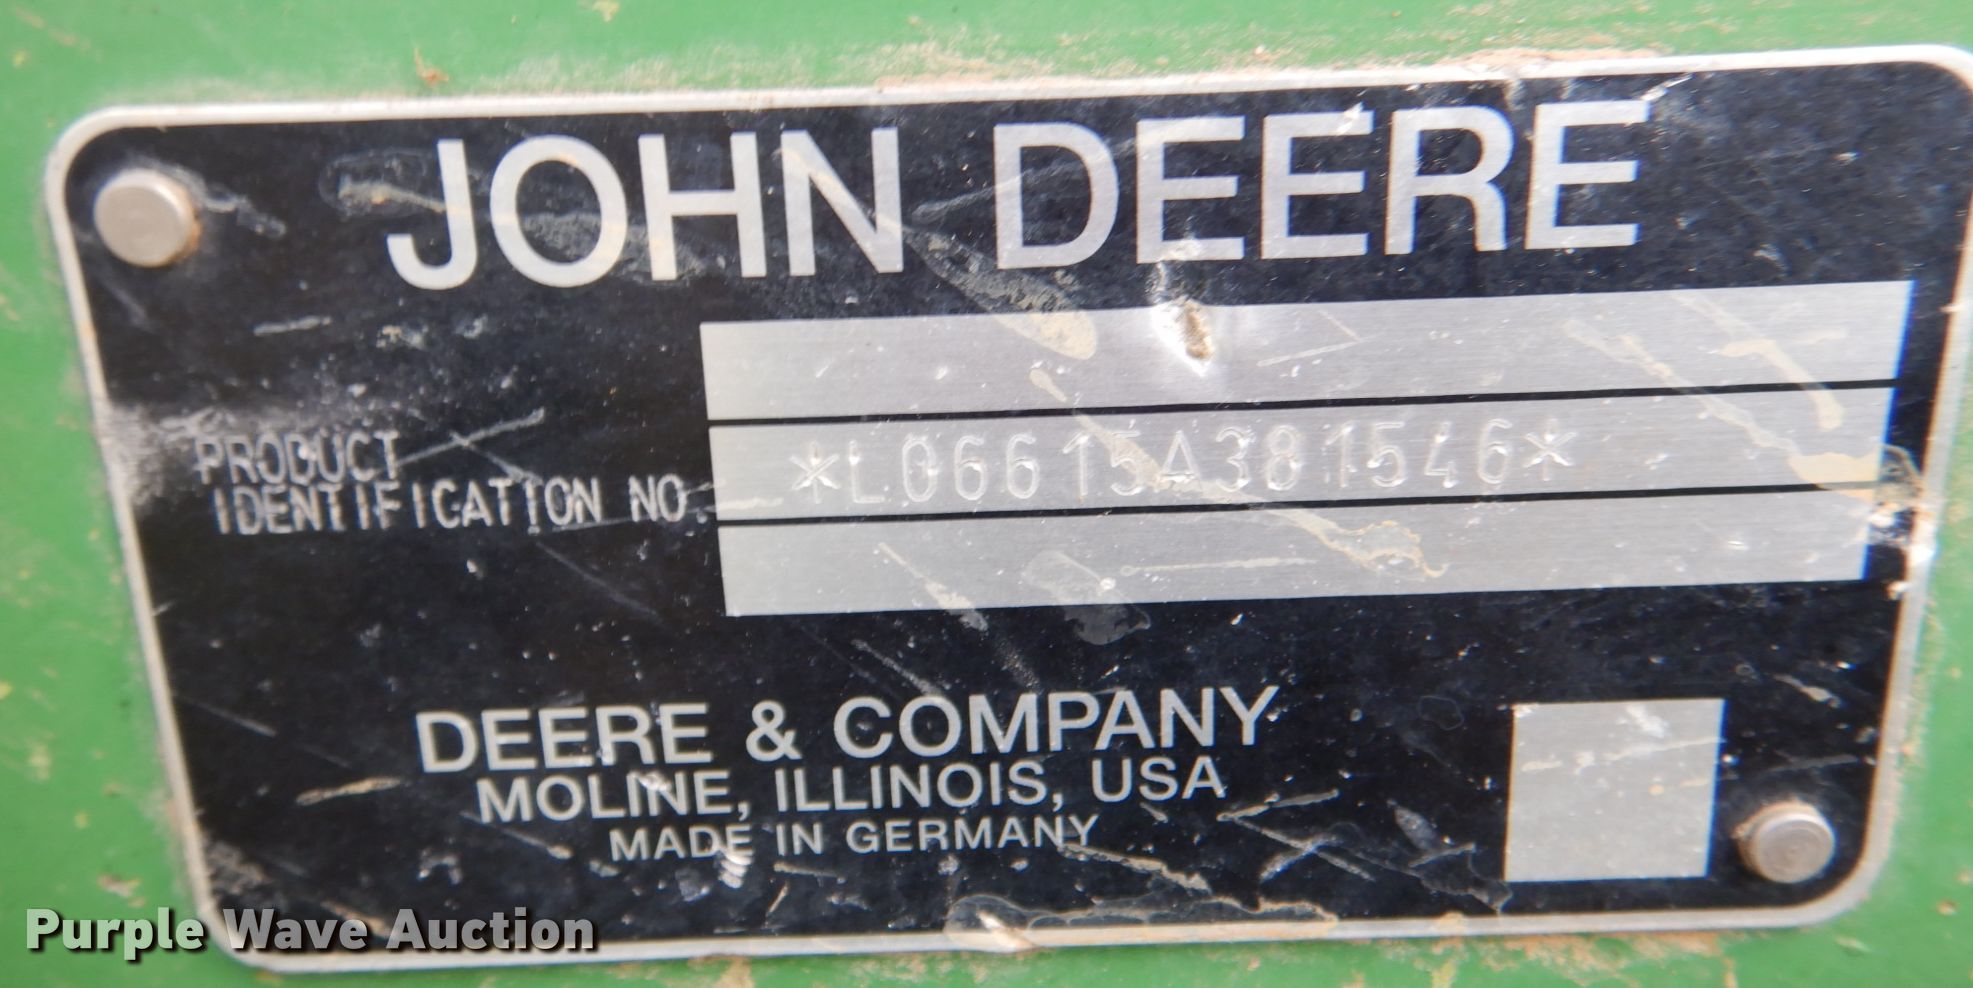 JOHN DEERE
PRODUCT
IDENTIFICATION NO.
*L06615A381546*
DEERE & COMPANY
MOLINE, ILLINOIS, USA
MADE IN GERMANY
Purple Wave Auction